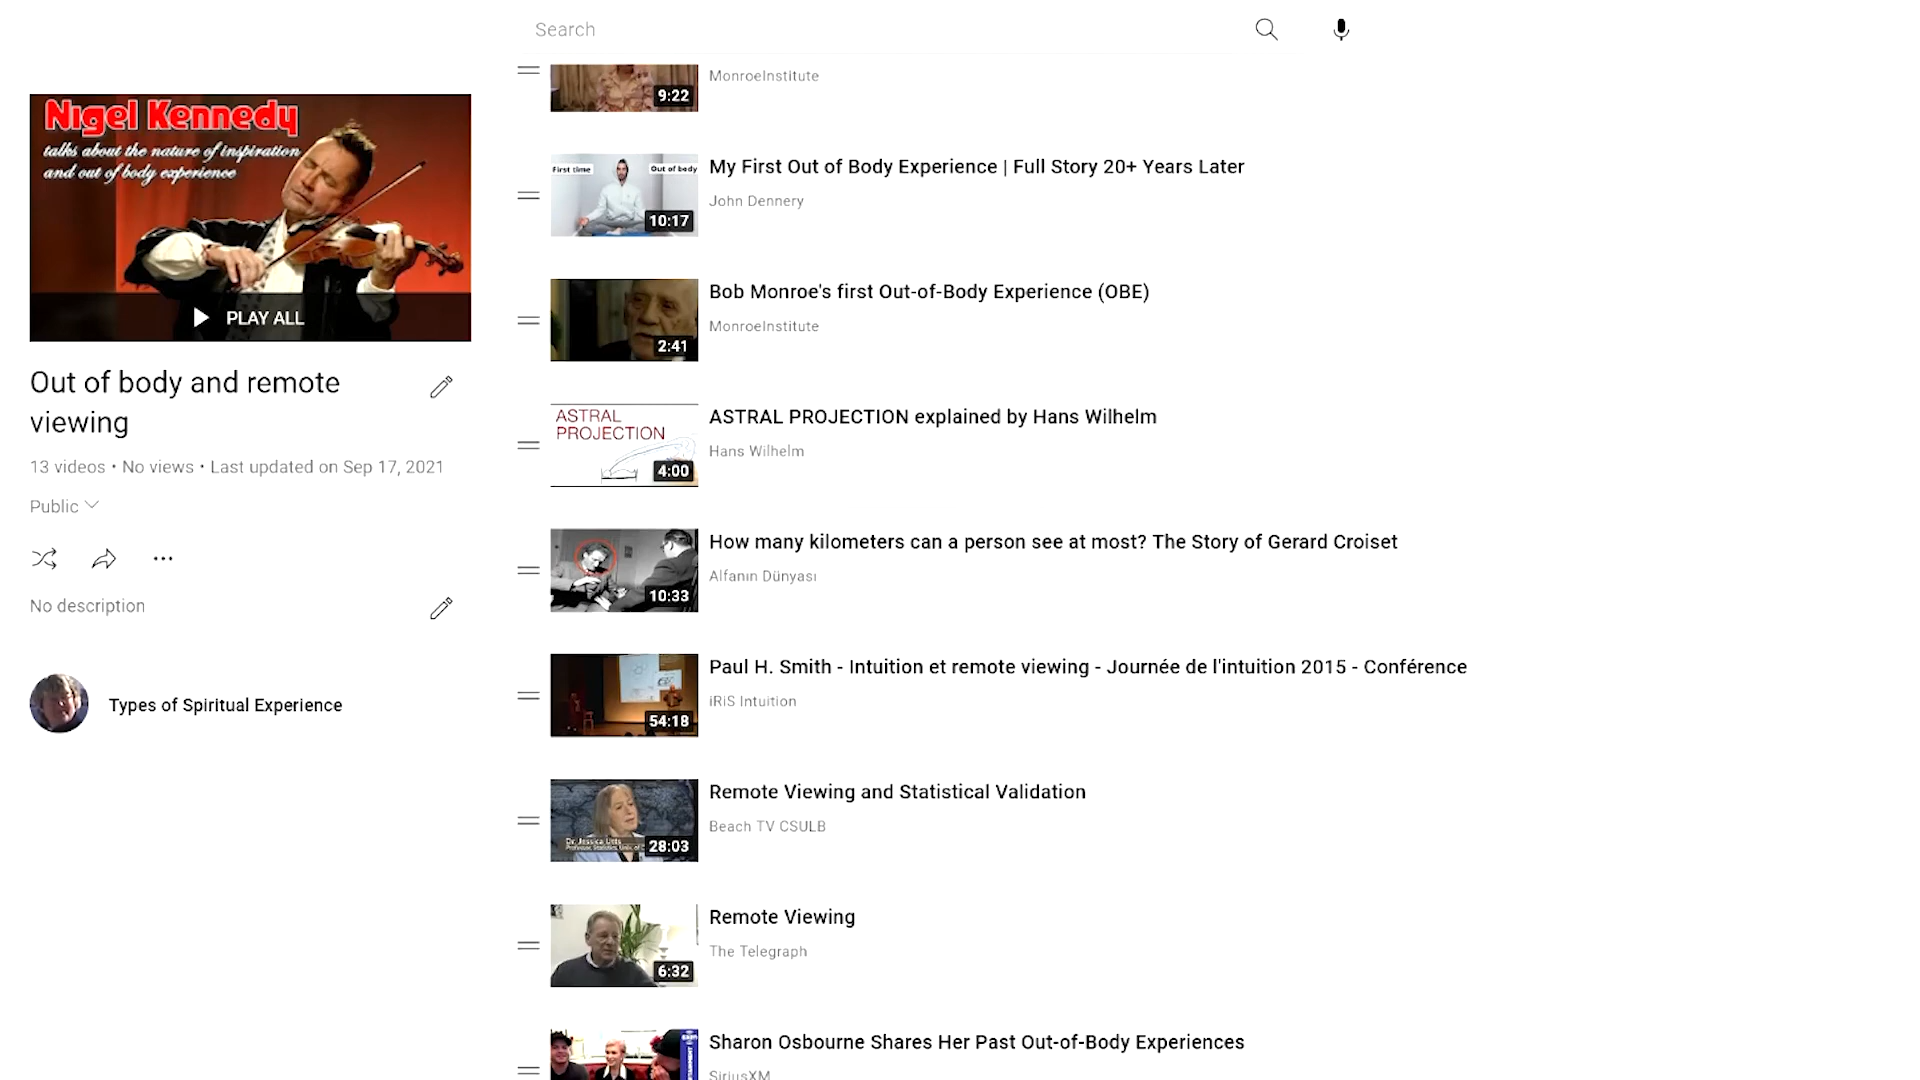 Search
MonroeInstitute
9:22
Nigel Kennedy
talks about the nature of inspiration
and out of body experience
PLAY ALL
Out of body and remote
viewing
13 videos • No views • Last updated on Sep 17, 2021
Public
No description
Types of Spiritual Experience
First time
Out of body
10:17
My First Out of Body Experience | Full Story 20+ Years Later
John Dennery
2:41
Bob Monroe's first Out-of-Body Experience (OBE)
MonroeInstitute
ASTRAL
PROJECTION
4:00
ASTRAL PROJECTION explained by Hans Wilhelm
Hans Wilhelm
10:33
How many kilometers can a person see at most? The Story of Gerard Croiset
Alfanın Dünyası
54:18
Paul H. Smith - Intuition et remote viewing - Journée de l'intuition 2015 - Conférence
iRiS Intuition
Dr. Jessica Utts
28:03
Remote Viewing and Statistical Validation
Beach TV CSULB
6:32
Remote Viewing
The Telegraph
Sharon Osbourne Shares Her Past Out-of-Body Experiences
SiriusXM